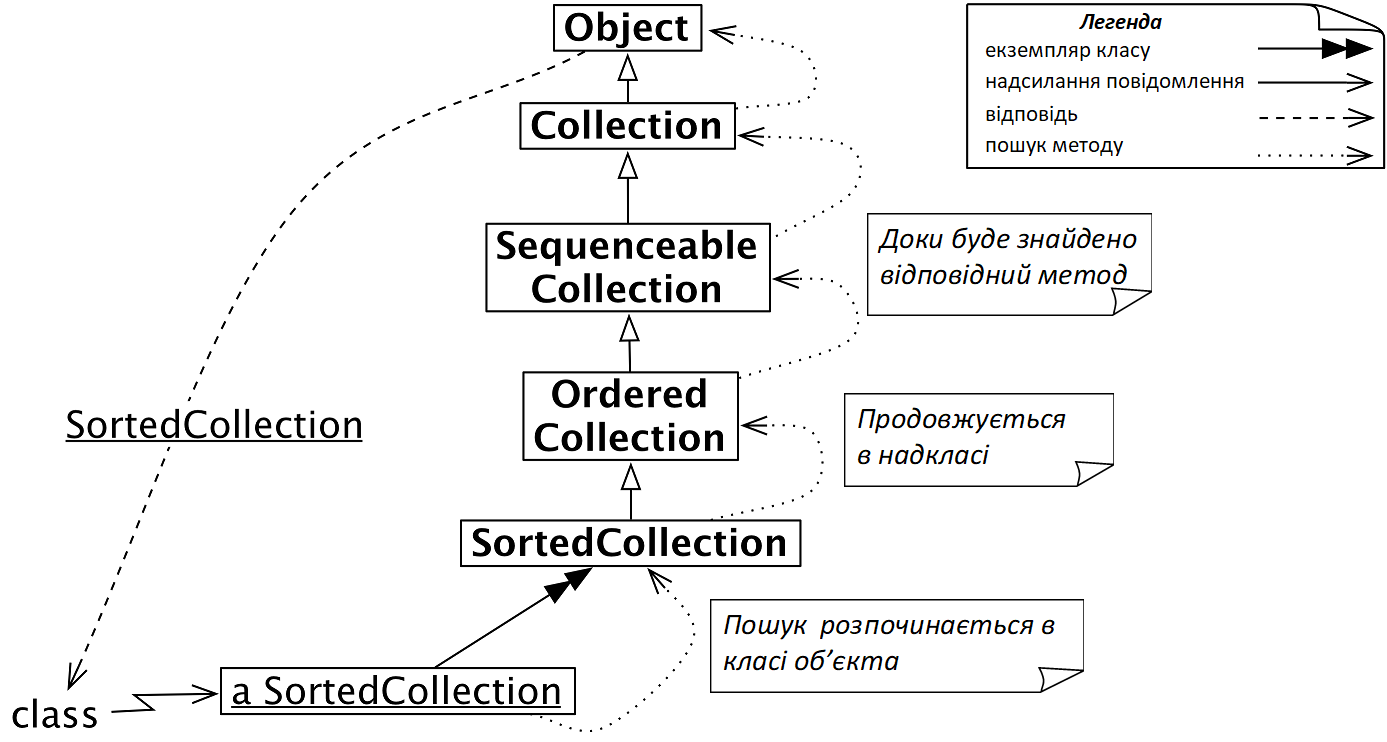 Object
Легенда
екземпляр класу
надсилання повідомлення
відповідь
пошук методу
Collection
Sequenceable
Collection
Доки буде знайдено
відповідний метод
Ordered
Collection
SortedCollection
Продовжується
в надкласі
SortedCollection
Пошук  розпочинається в
класі об’єкта
a SortedCollection
class